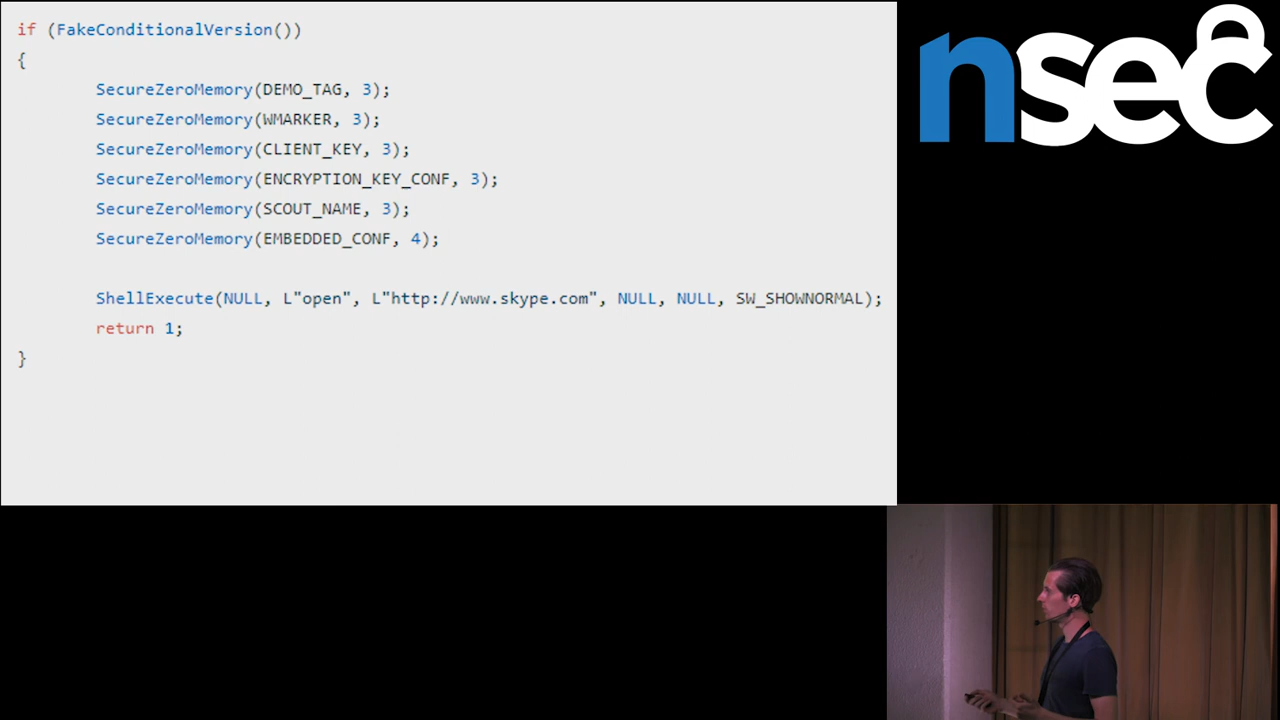 if (FakeConditionalVersion())
{
SecureZeroMemory(DEMO_TAG, 3);
SecureZeroMemory(WMARKER, 3);
SecureZeroMemory(CLIENT_KEY, 3);
SecureZeroMemory(ENCRYPTION_KEY_CONF, 3);
SecureZeroMemory(SCOUT_NAME, 3);
SecureZeroMemory(EMBEDDED_CONF, 4);
ShellExecute(NULL, L"open", L"http://www.skype.com", NULL, NULL, SW_SHOWNORMAL);
return 1;
}
nsec